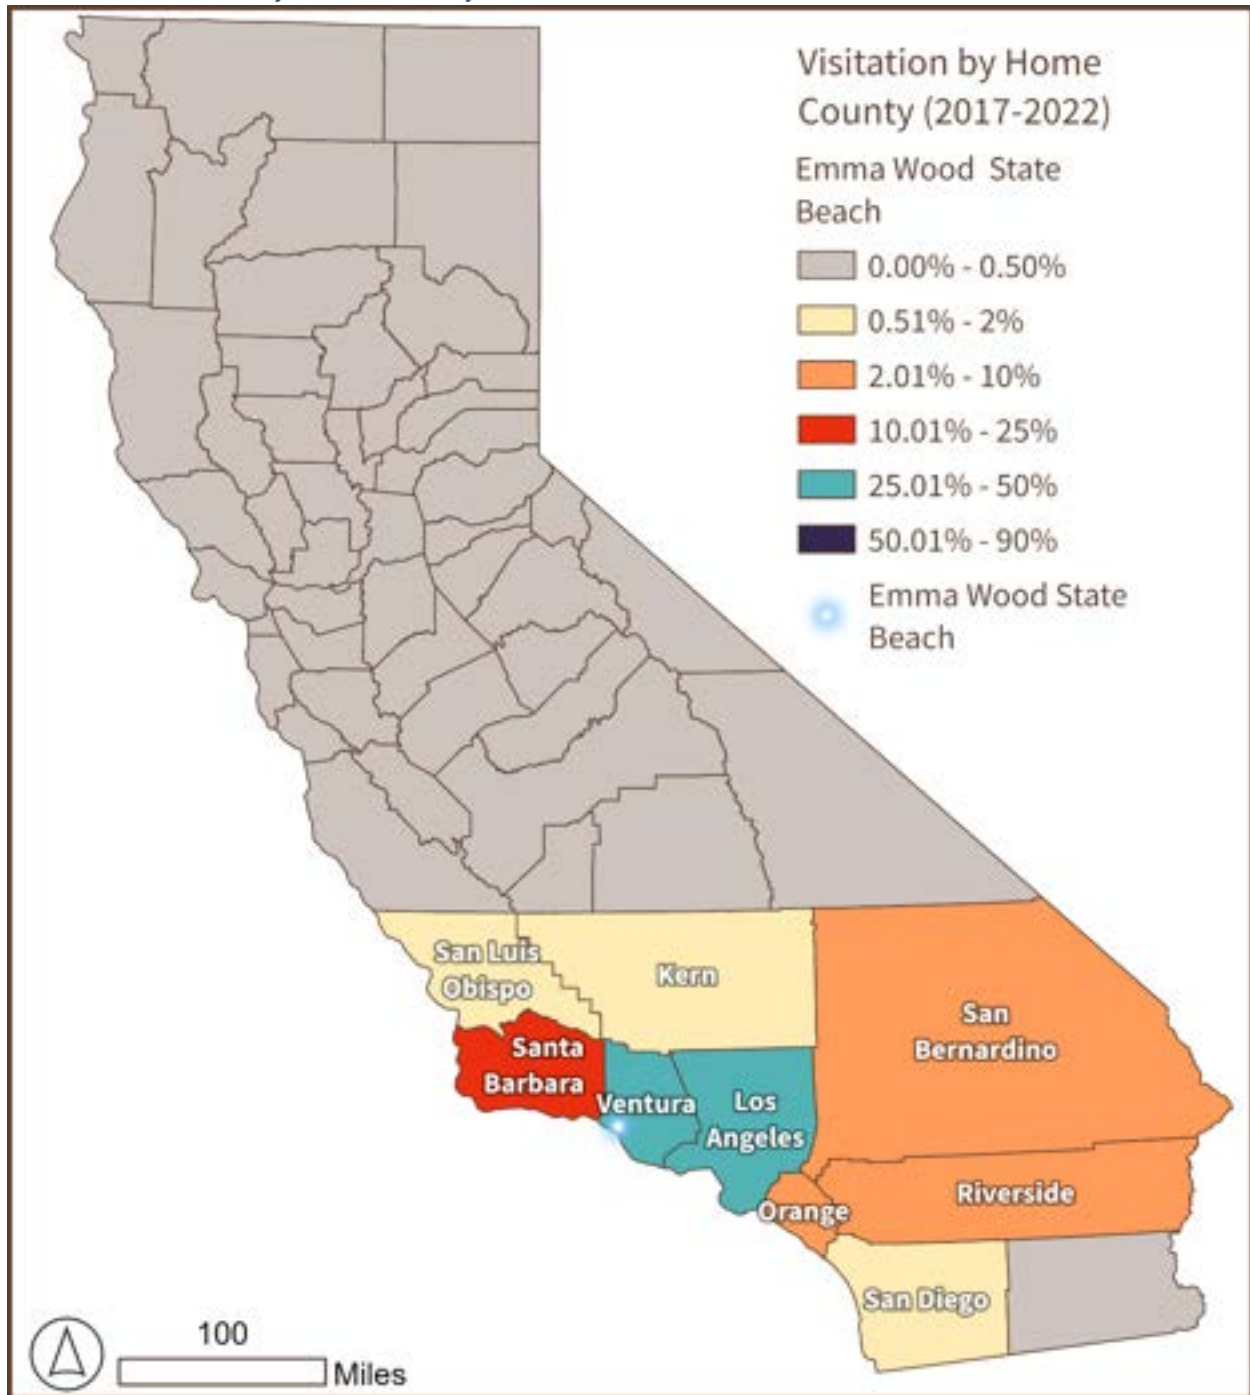 Visitation by Home
County (2017-2022)
Emma Wood State
Beach
0.00% - 0.50%
0.51% - 2%
2.01% - 10%
10.01% - 25%
25.01% - 50%
50.01% - 90%
Emma Wood State
Beach
San Luis
Obispo
Kern
San
Bernardino
Santa
Barbara
Ventura
Los
Angeles
Riverside
Orange
San Diego
100
Miles